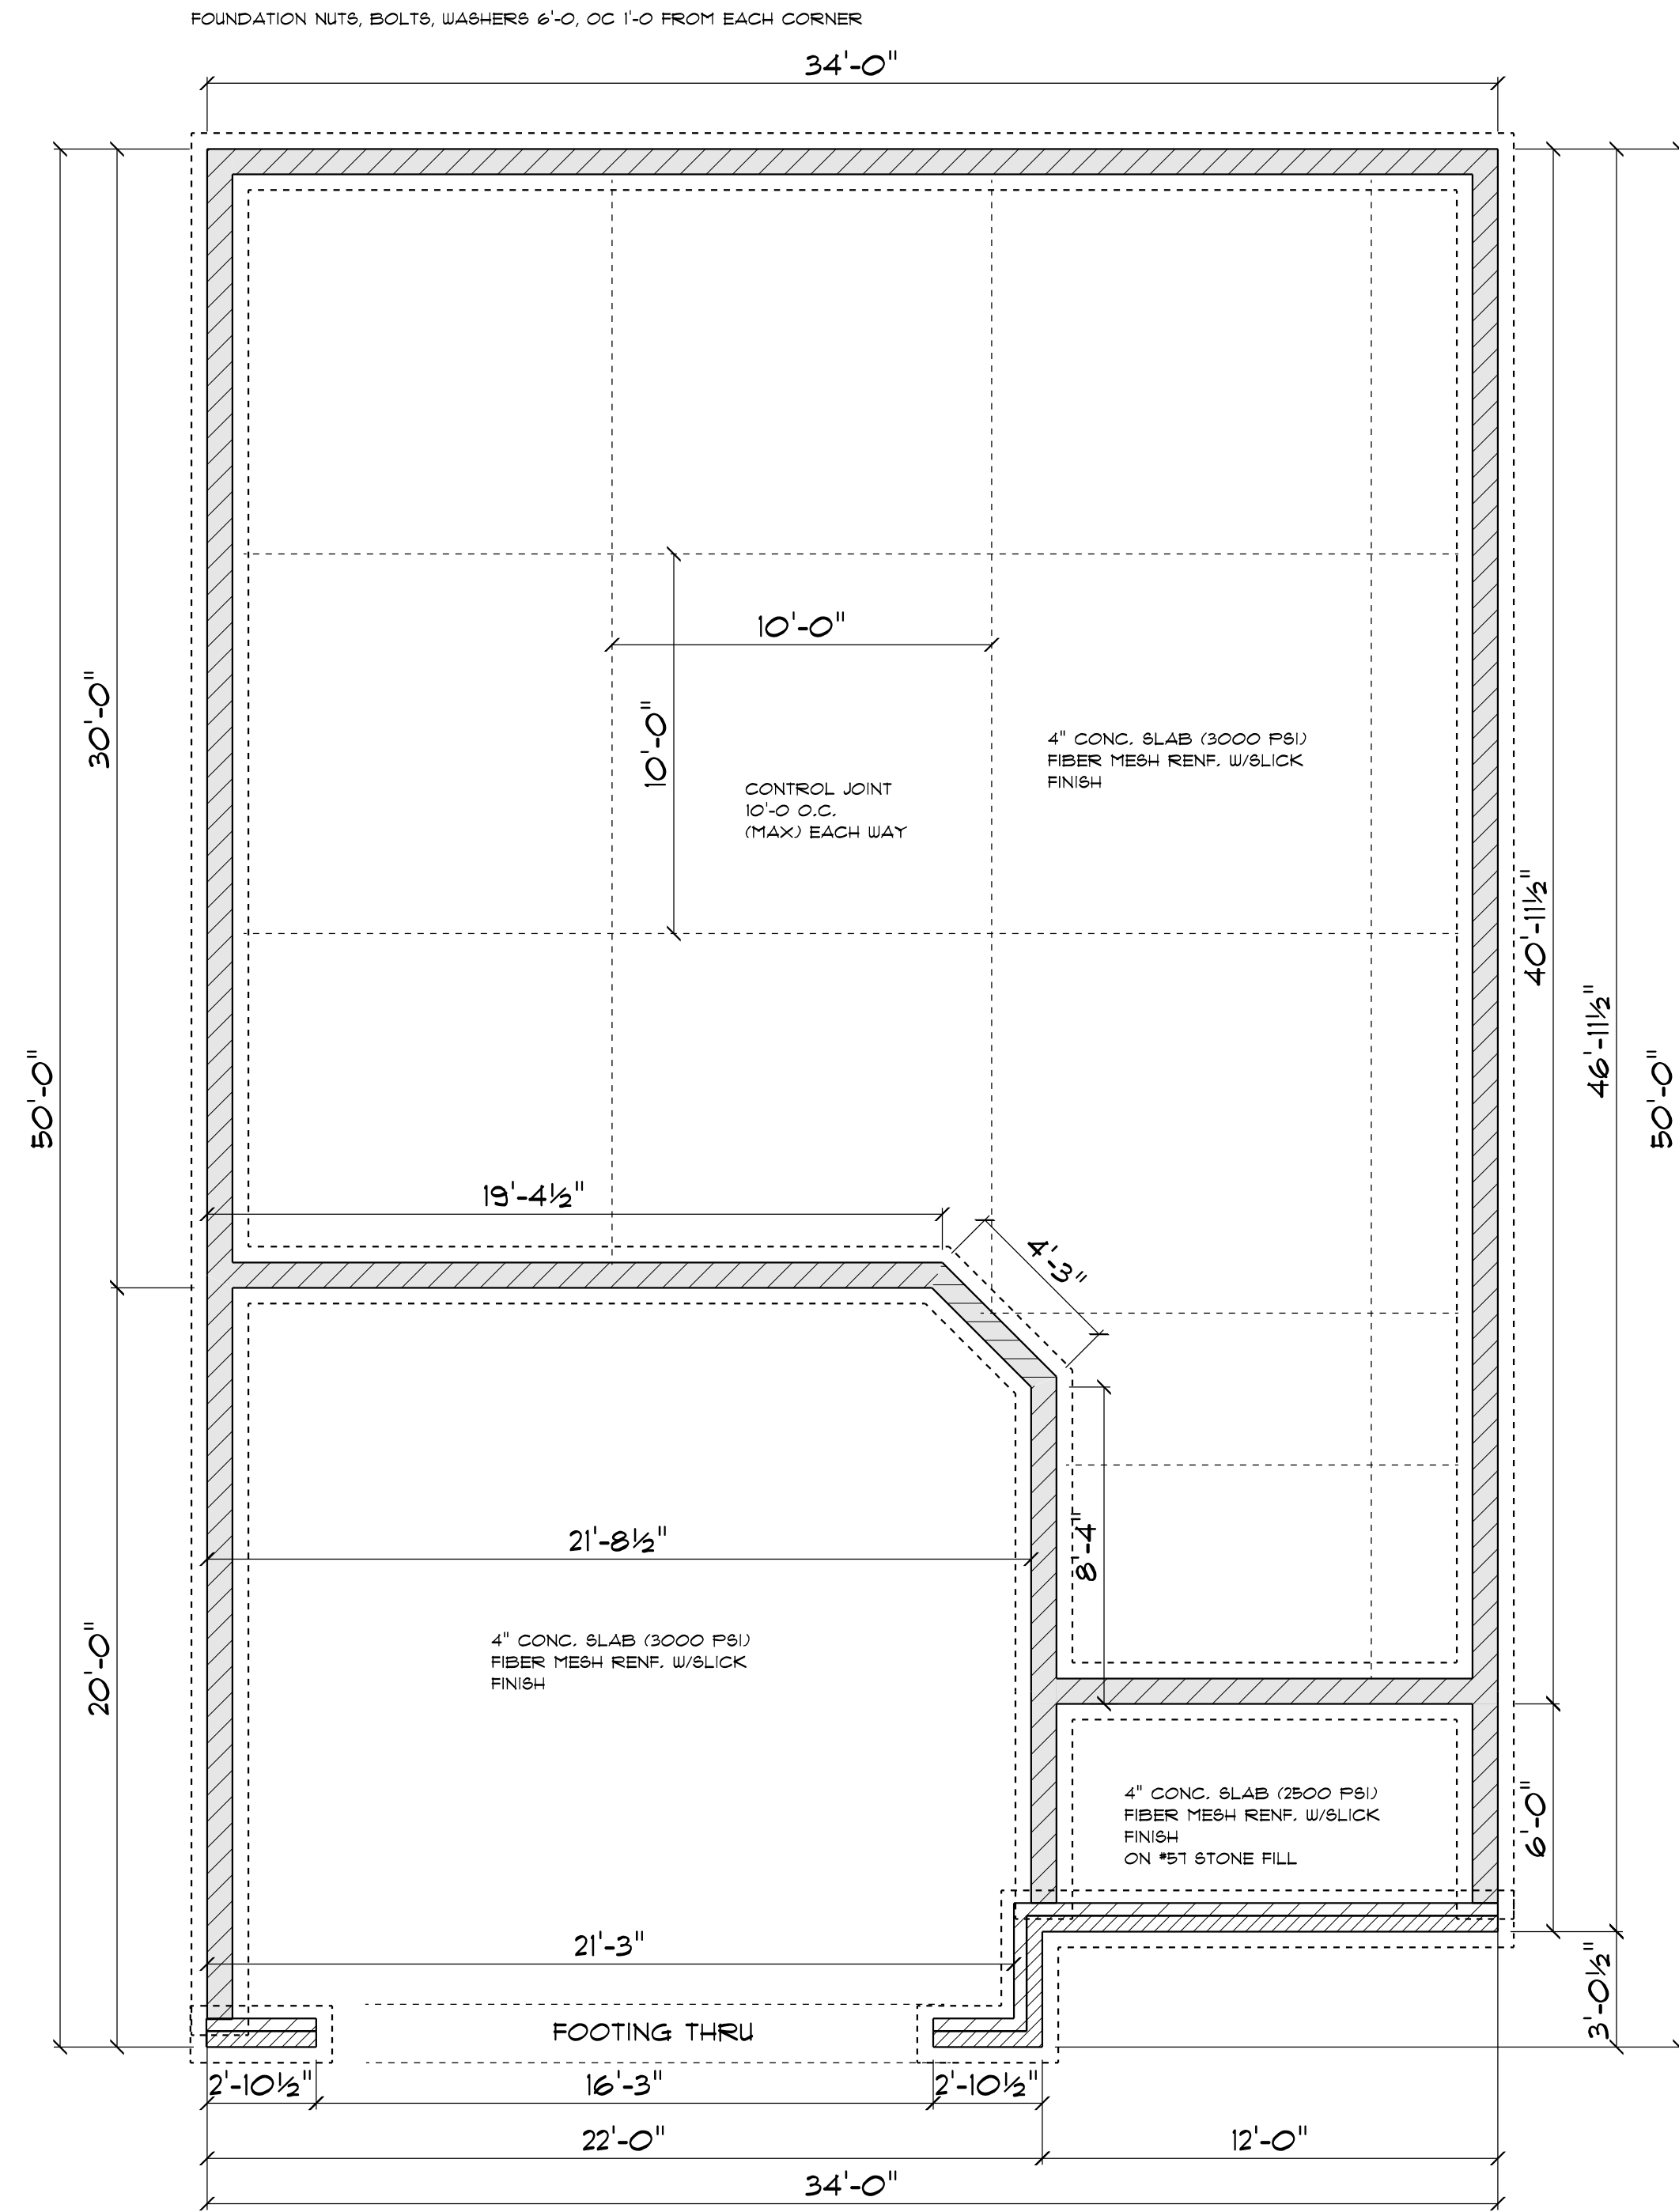 FOUNDATION NUTS, BOLTS, WASHERS 6'-0, OC 1'-0 FROM EACH CORNER
34'-0"
30'-0"
10'-0"
10'-0"
4" CONC. SLAB (3000 PSI)
FIBER MESH RENF. W/SLICK
FINISH
CONTROL JOINT
10'-0 O.C.
(MAX) EACH WAY
40'-11½"
46'-11½"
50'-0"
50'-0"
19'-4½"
4'-3"
21'-8½"
8'-4"
20'-0"
4" CONC. SLAB (3000 PSI)
FIBER MESH RENF. W/SLICK
FINISH
4" CONC. SLAB (2500 PSI)
FIBER MESH RENF. W/SLICK
FINISH
ON #57 STONE FILL
6'-0"
21'-3"
3'-0½"
FOOTING THRU
2'-10½"
16'-3"
2'-10½"
22'-0"
12'-0"
34'-0"